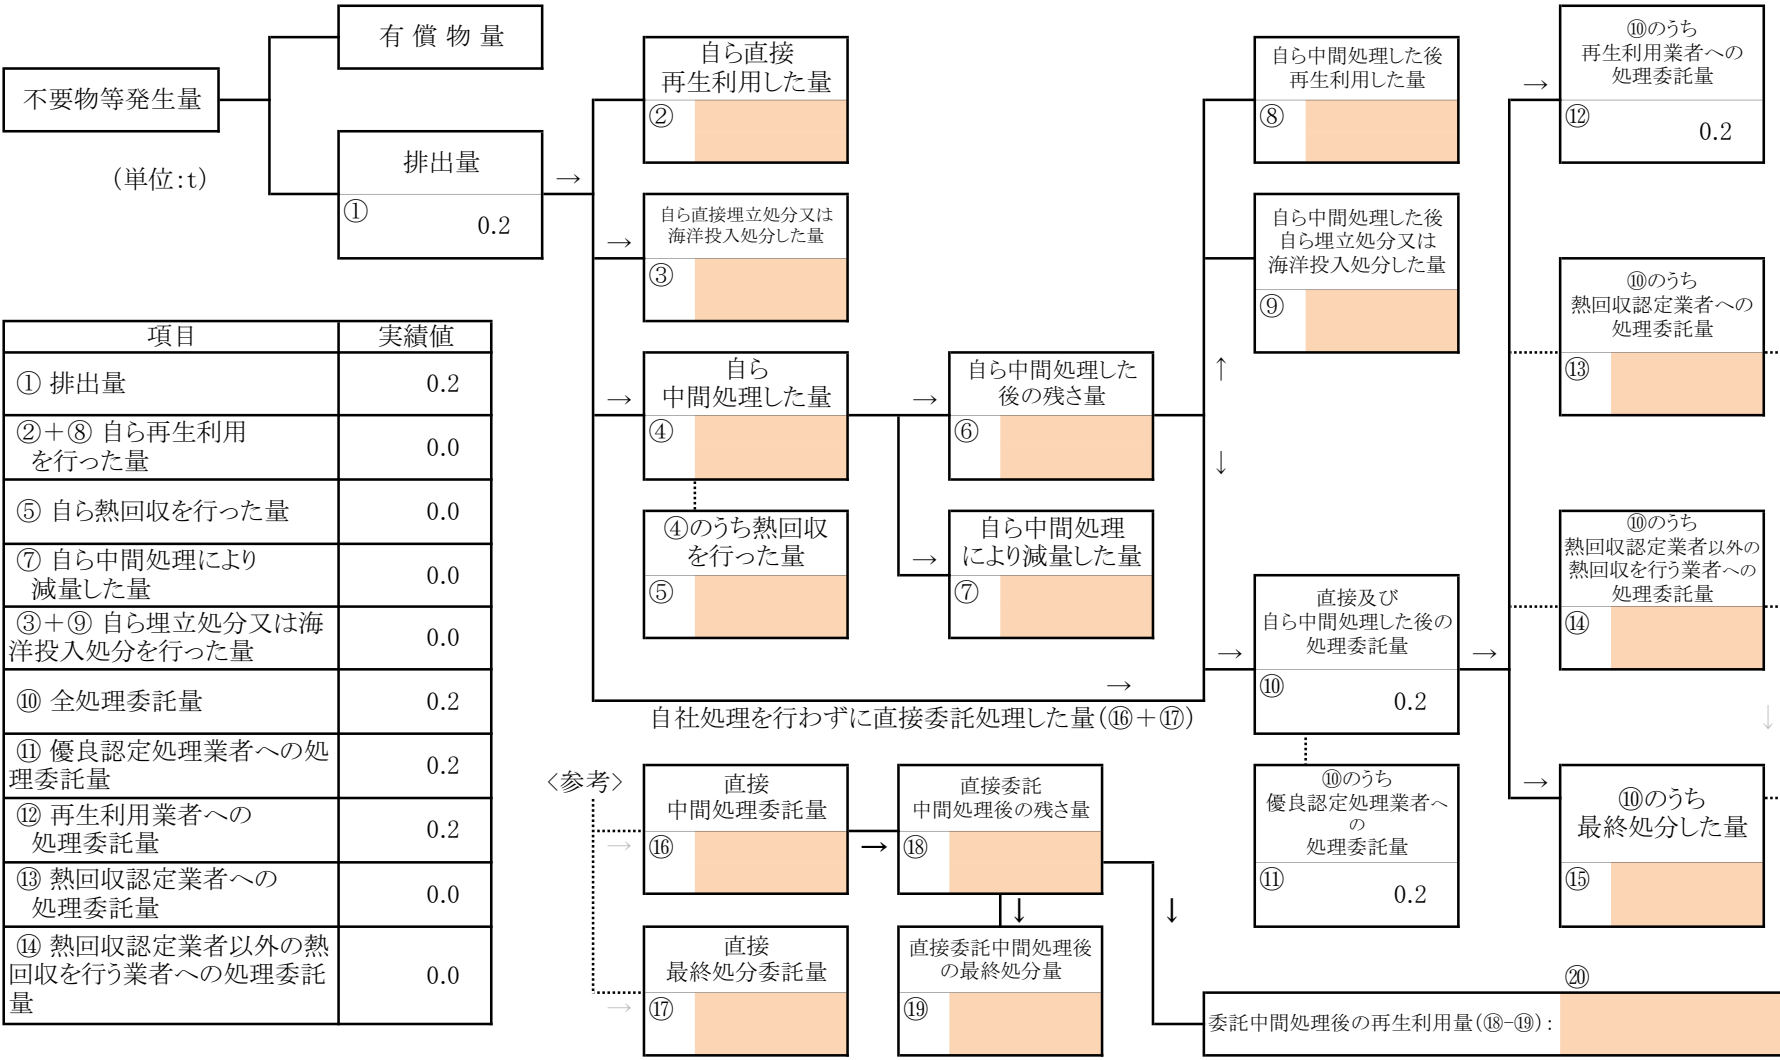 有 償 物 量
不要物等発生量
(単位:t)
排出量
①
0.2
→
自ら直接
再生利用した量
②
自ら直接埋立処分又は
海洋投入処分した量
→
③
自ら
中間処理した量
→
④
④のうち熱回収
を行った量
⑤
自ら中間処理した
後の残さ量
→
⑥
自ら中間処理
により減量した量
→
⑦
↑
↓
自ら中間処理した後
再生利用した量
⑧
自ら中間処理した後
自ら埋立処分又は
海洋投入処分した量
⑨
直接及び
自ら中間処理した後の
処理委託量
→
⑩
0.2
→
→
自社処理を行わずに直接委託処理した量(⑯+⑰)
⑩のうち
優良認定処理業者へ
の
処理委託量
⑪
0.2
⑩のうち
再生利用業者への
処理委託量
→
⑫
0.2
⑩のうち
熱回収認定業者への
処理委託量
⑬
⑩のうち
熱回収認定業者以外の
熱回収を行う業者への
処理委託量
⑭
↓
⑩のうち
最終処分した量
→
⑮
項目 実績値
① 排出量 0.2
②+⑧ 自ら再生利用
を行った量 0.0
⑤ 自ら熱回収を行った量 0.0
⑦ 自ら中間処理により
減量した量 0.0
③+⑨ 自ら埋立処分又は海
洋投入処分を行った量 0.0
⑩ 全処理委託量 0.2
⑪ 優良認定処理業者への処
理委託量 0.2
⑫ 再生利用業者への
処理委託量 0.2
⑬ 熱回収認定業者への
処理委託量 0.0
⑭ 熱回収認定業者以外の熱
回収を行う業者への処理委託
量 0.0
<参考>
直接
中間処理委託量
→
⑯
→
直接委託
中間処理後の残さ量
⑱
↓
↓
直接
最終処分委託量
→
⑰
直接委託中間処理後
の最終処分量
⑲
⑳
委託中間処理後の再生利用量(⑱-⑲):